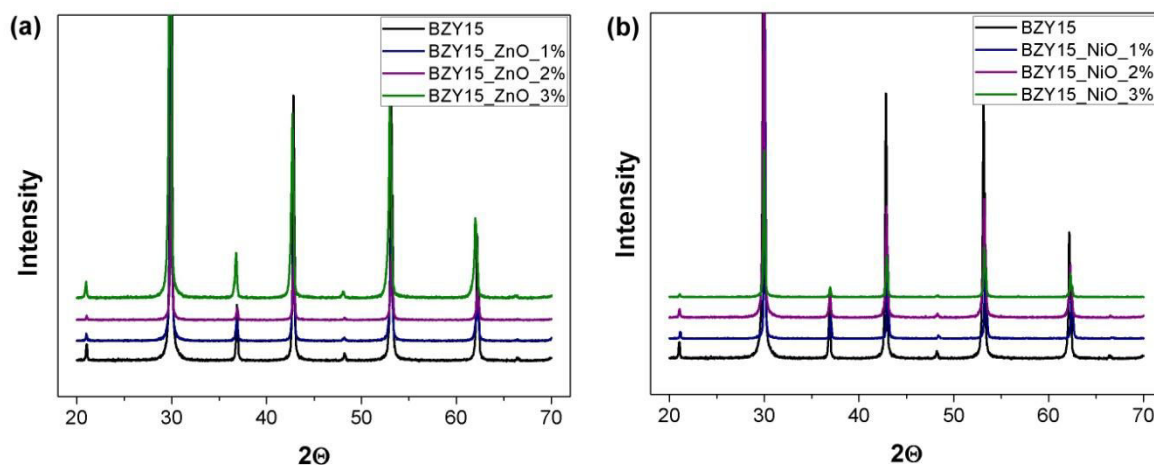 (a)
BZY15
BZY15_ZnO_1%
BZY15_ZnO_2%
BZY15_ZnO_3%
Intensity
20 30 40 50 60 70
2Θ
(b)
BZY15
BZY15_NiO_1%
BZY15_NiO_2%
BZY15_NiO_3%
Intensity
20 30 40 50 60 70
2Θ